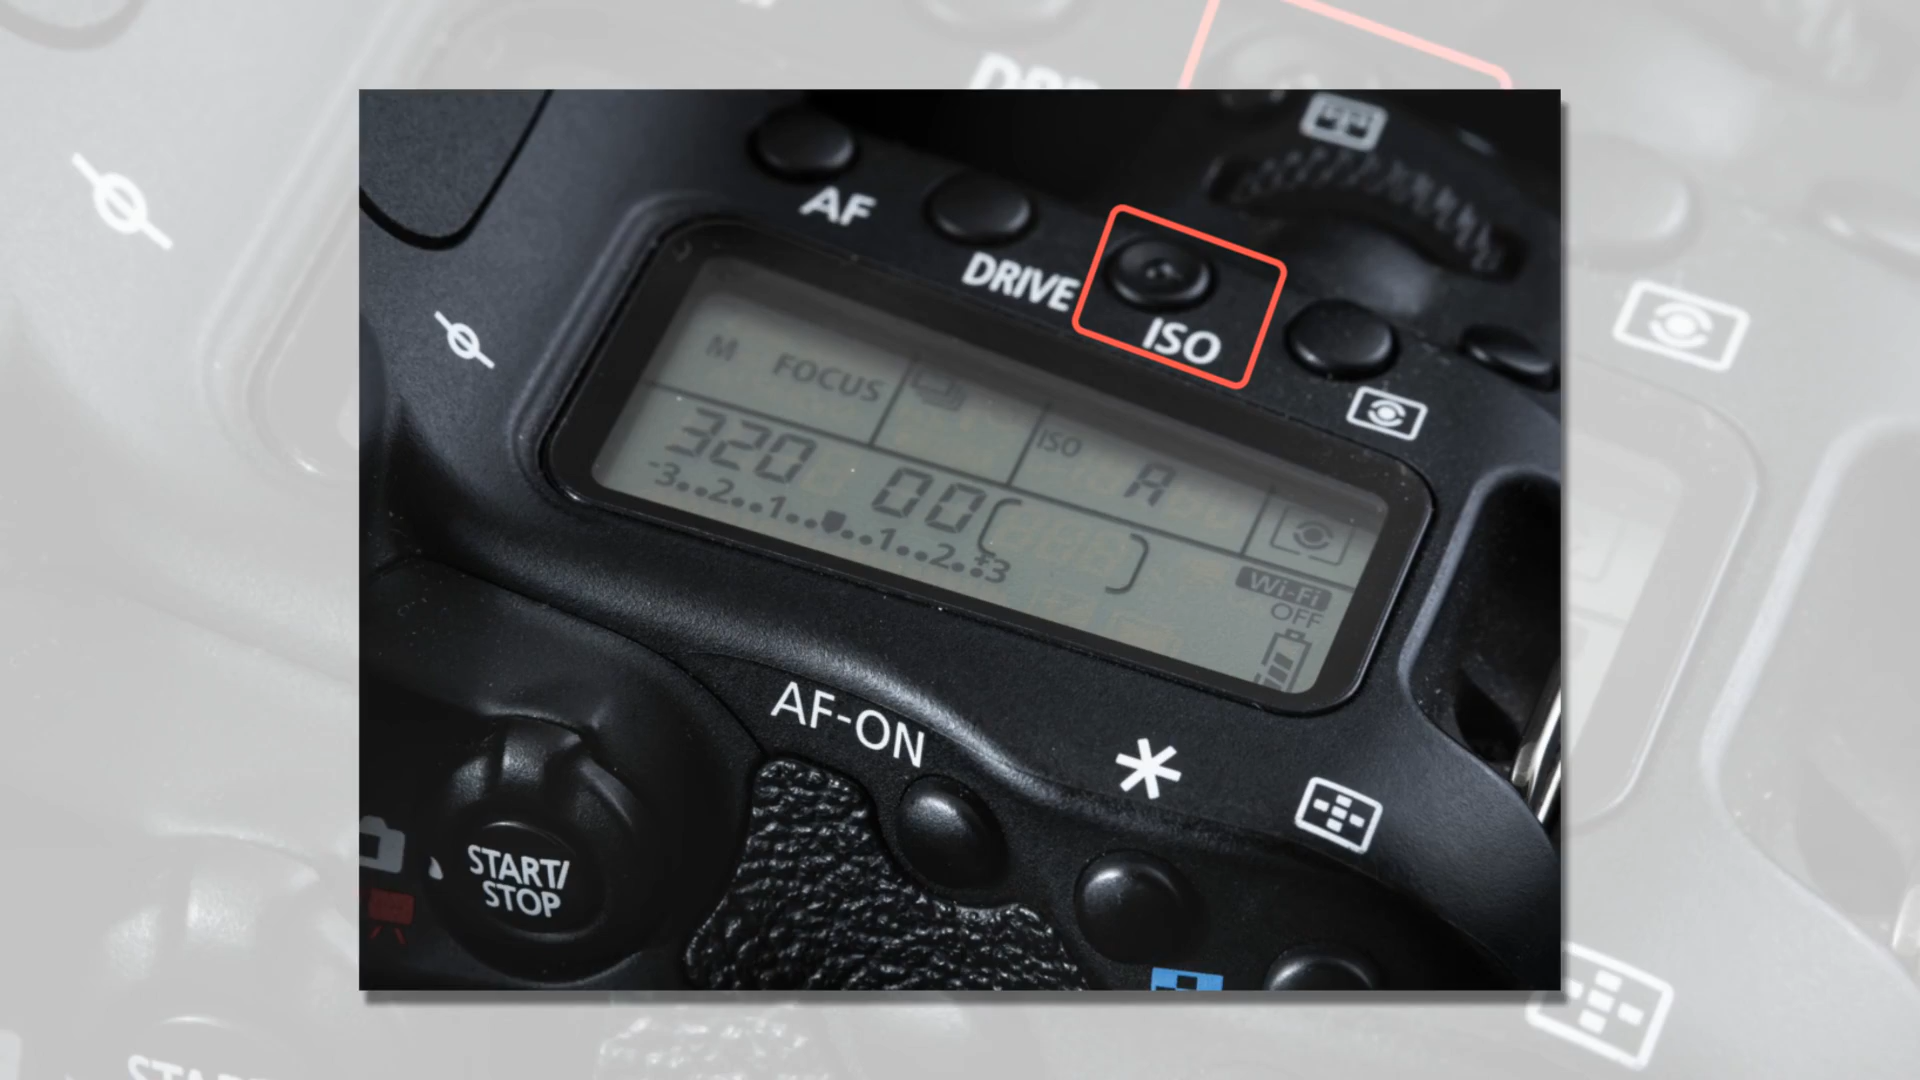 AF
DRIVE
ISO
M FOCUS
ISO A
320 00
-3..2..1..●..1..2..+3
Wi-Fi
OFF
AF-ON
*
START/
STOP
START